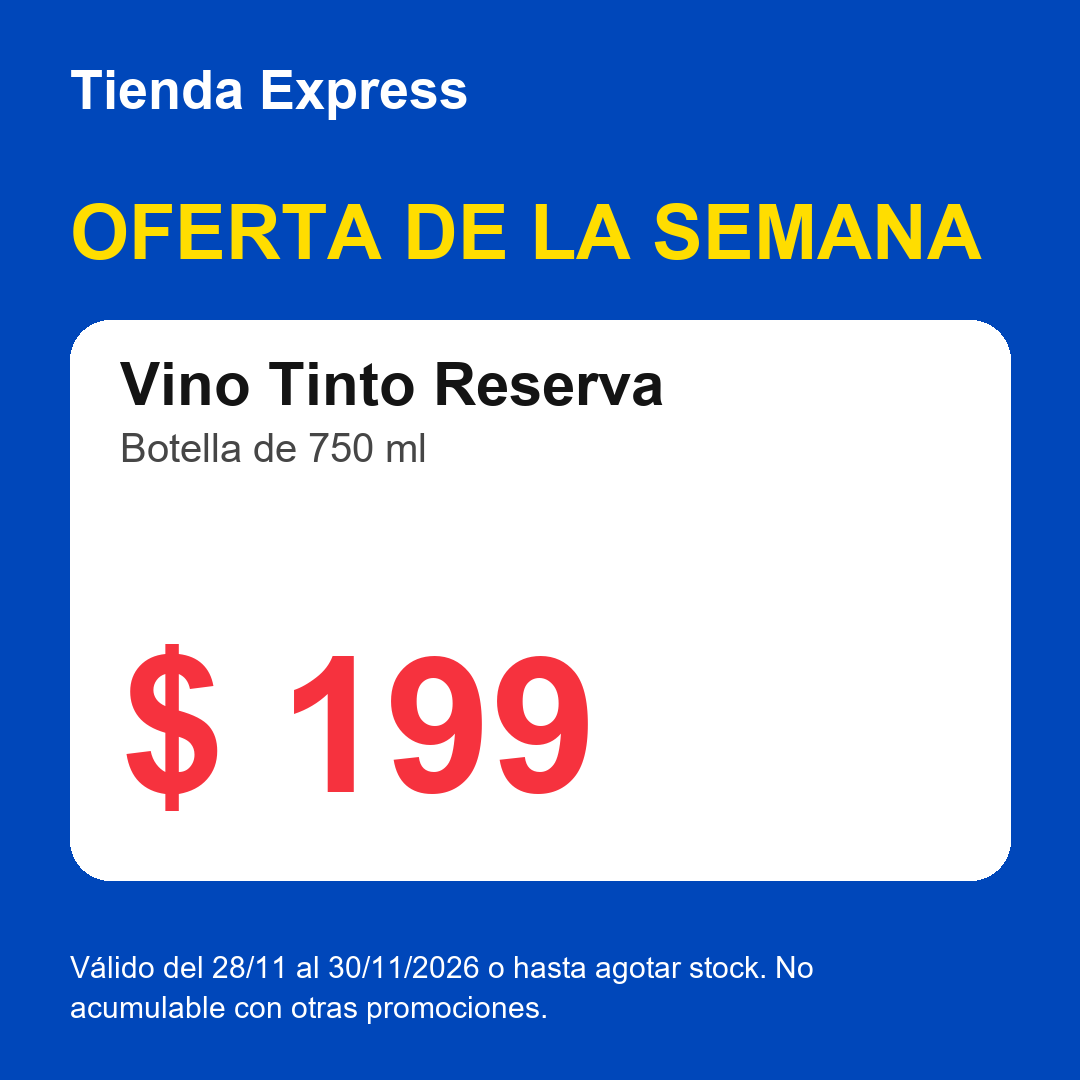 Tienda Express
OFERTA DE LA SEMANA
Vino Tinto Reserva
Botella de 750 ml
$ 199
Válido del 28/11 al 30/11/2026 o hasta agotar stock. No
acumulable con otras promociones.